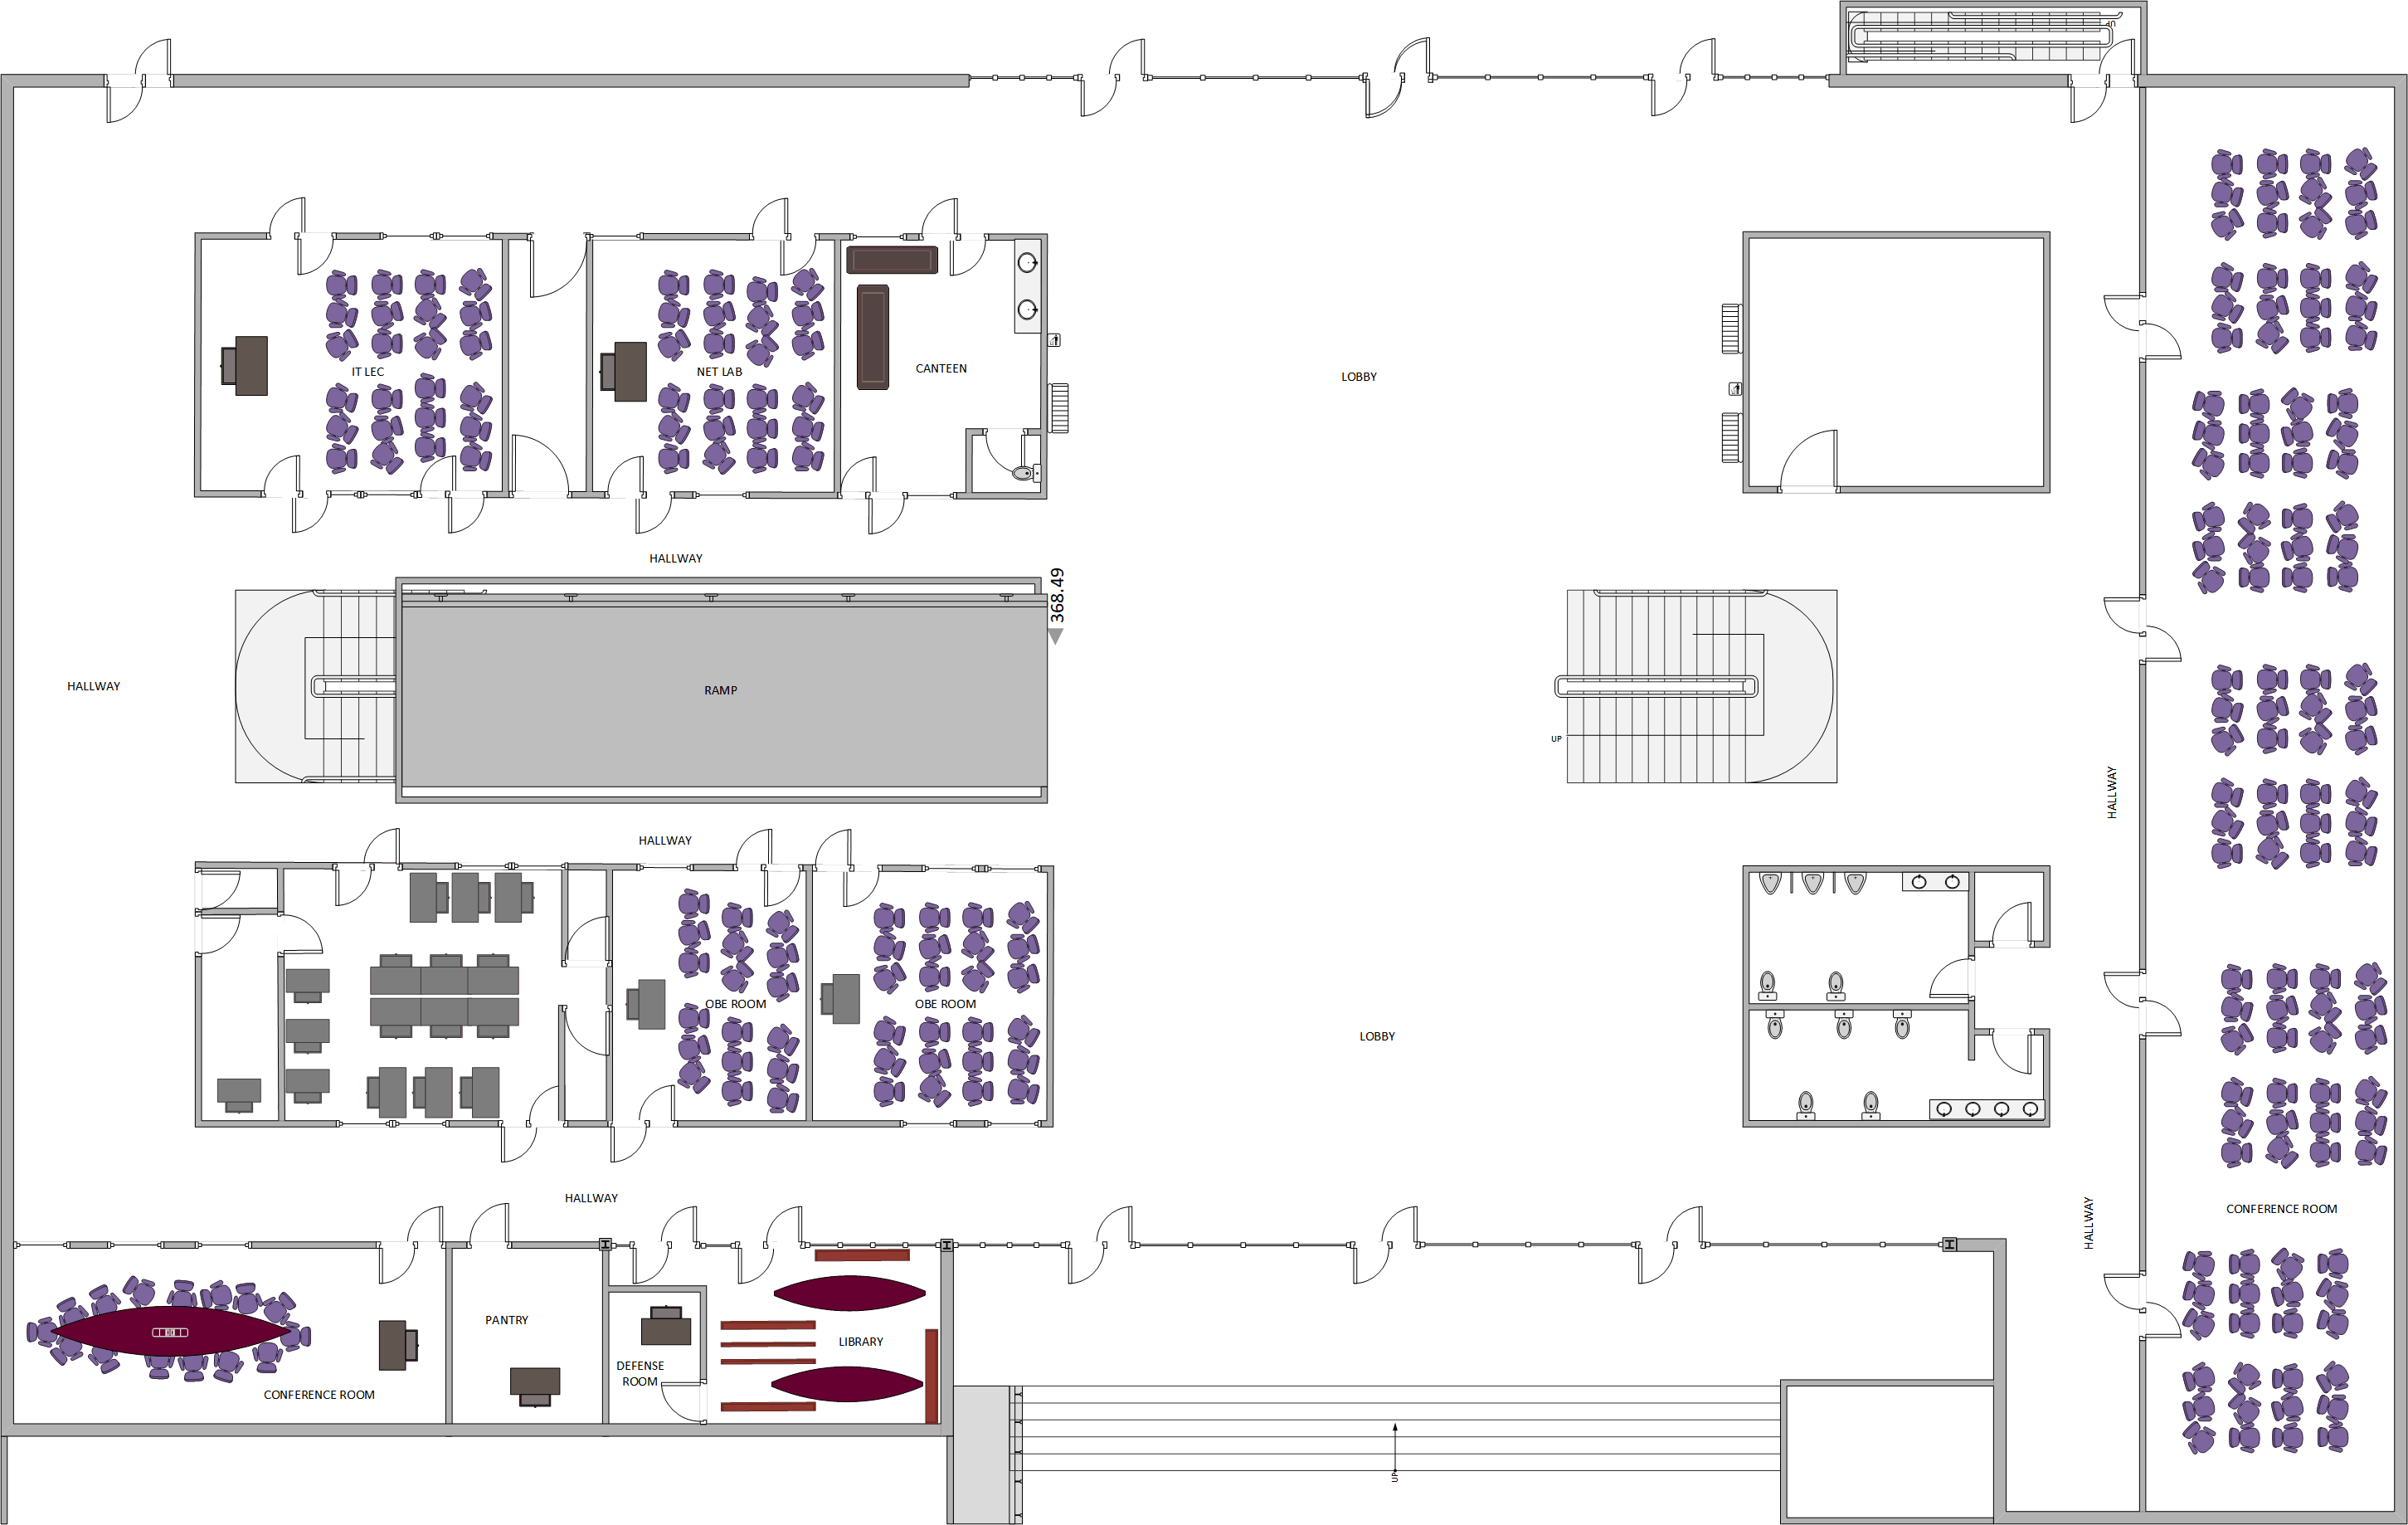 IT LEC
NET LAB
CANTEEN
LOBBY
HALLWAY
368.49
HALLWAY
RAMP
UP
HALLWAY
HALLWAY
OBE ROOM
OBE ROOM
LOBBY
HALLWAY
HALLWAY
CONFERENCE ROOM
PANTRY
LIBRARY
DEFENSE
ROOM
CONFERENCE ROOM
UP